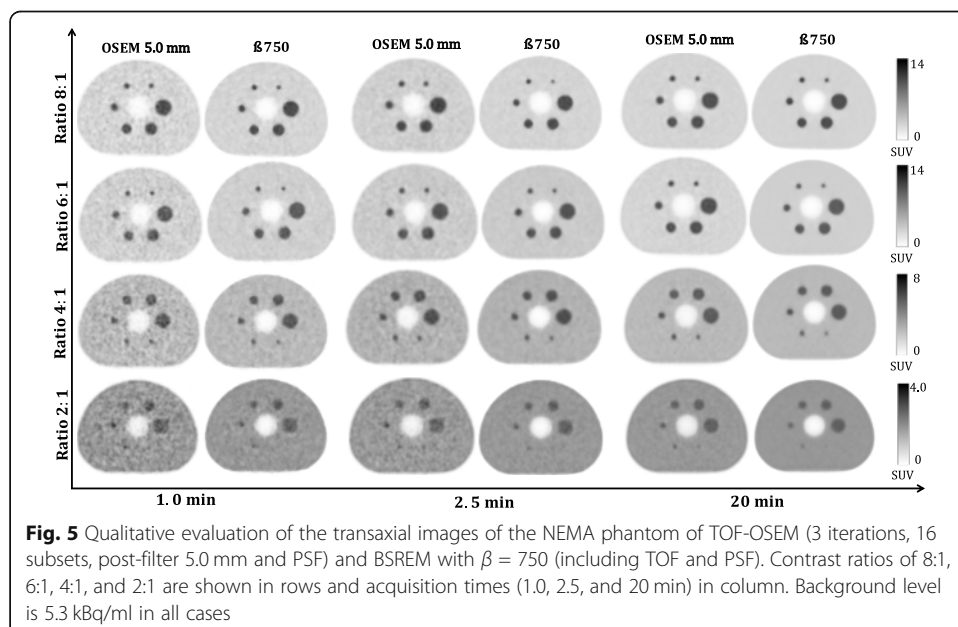 OSEM 5.0 mm ß750 OSEM 5.0 mm ß750 OSEM 5.0 mm ß750
Ratio 8: 1
14
0
SUV
Ratio 6: 1
14
0
SUV
Ratio 4: 1
8
0
SUV
Ratio 2: 1
4.0
0
SUV
1.0 min 2.5 min 20 min
Fig. 5 Qualitative evaluation of the transaxial images of the NEMA phantom of TOF-OSEM (3 iterations, 16
subsets, post-filter 5.0 mm and PSF) and BSREM with β = 750 (including TOF and PSF). Contrast ratios of 8:1,
6:1, 4:1, and 2:1 are shown in rows and acquisition times (1.0, 2.5, and 20 min) in column. Background level
is 5.3 kBq/ml in all cases